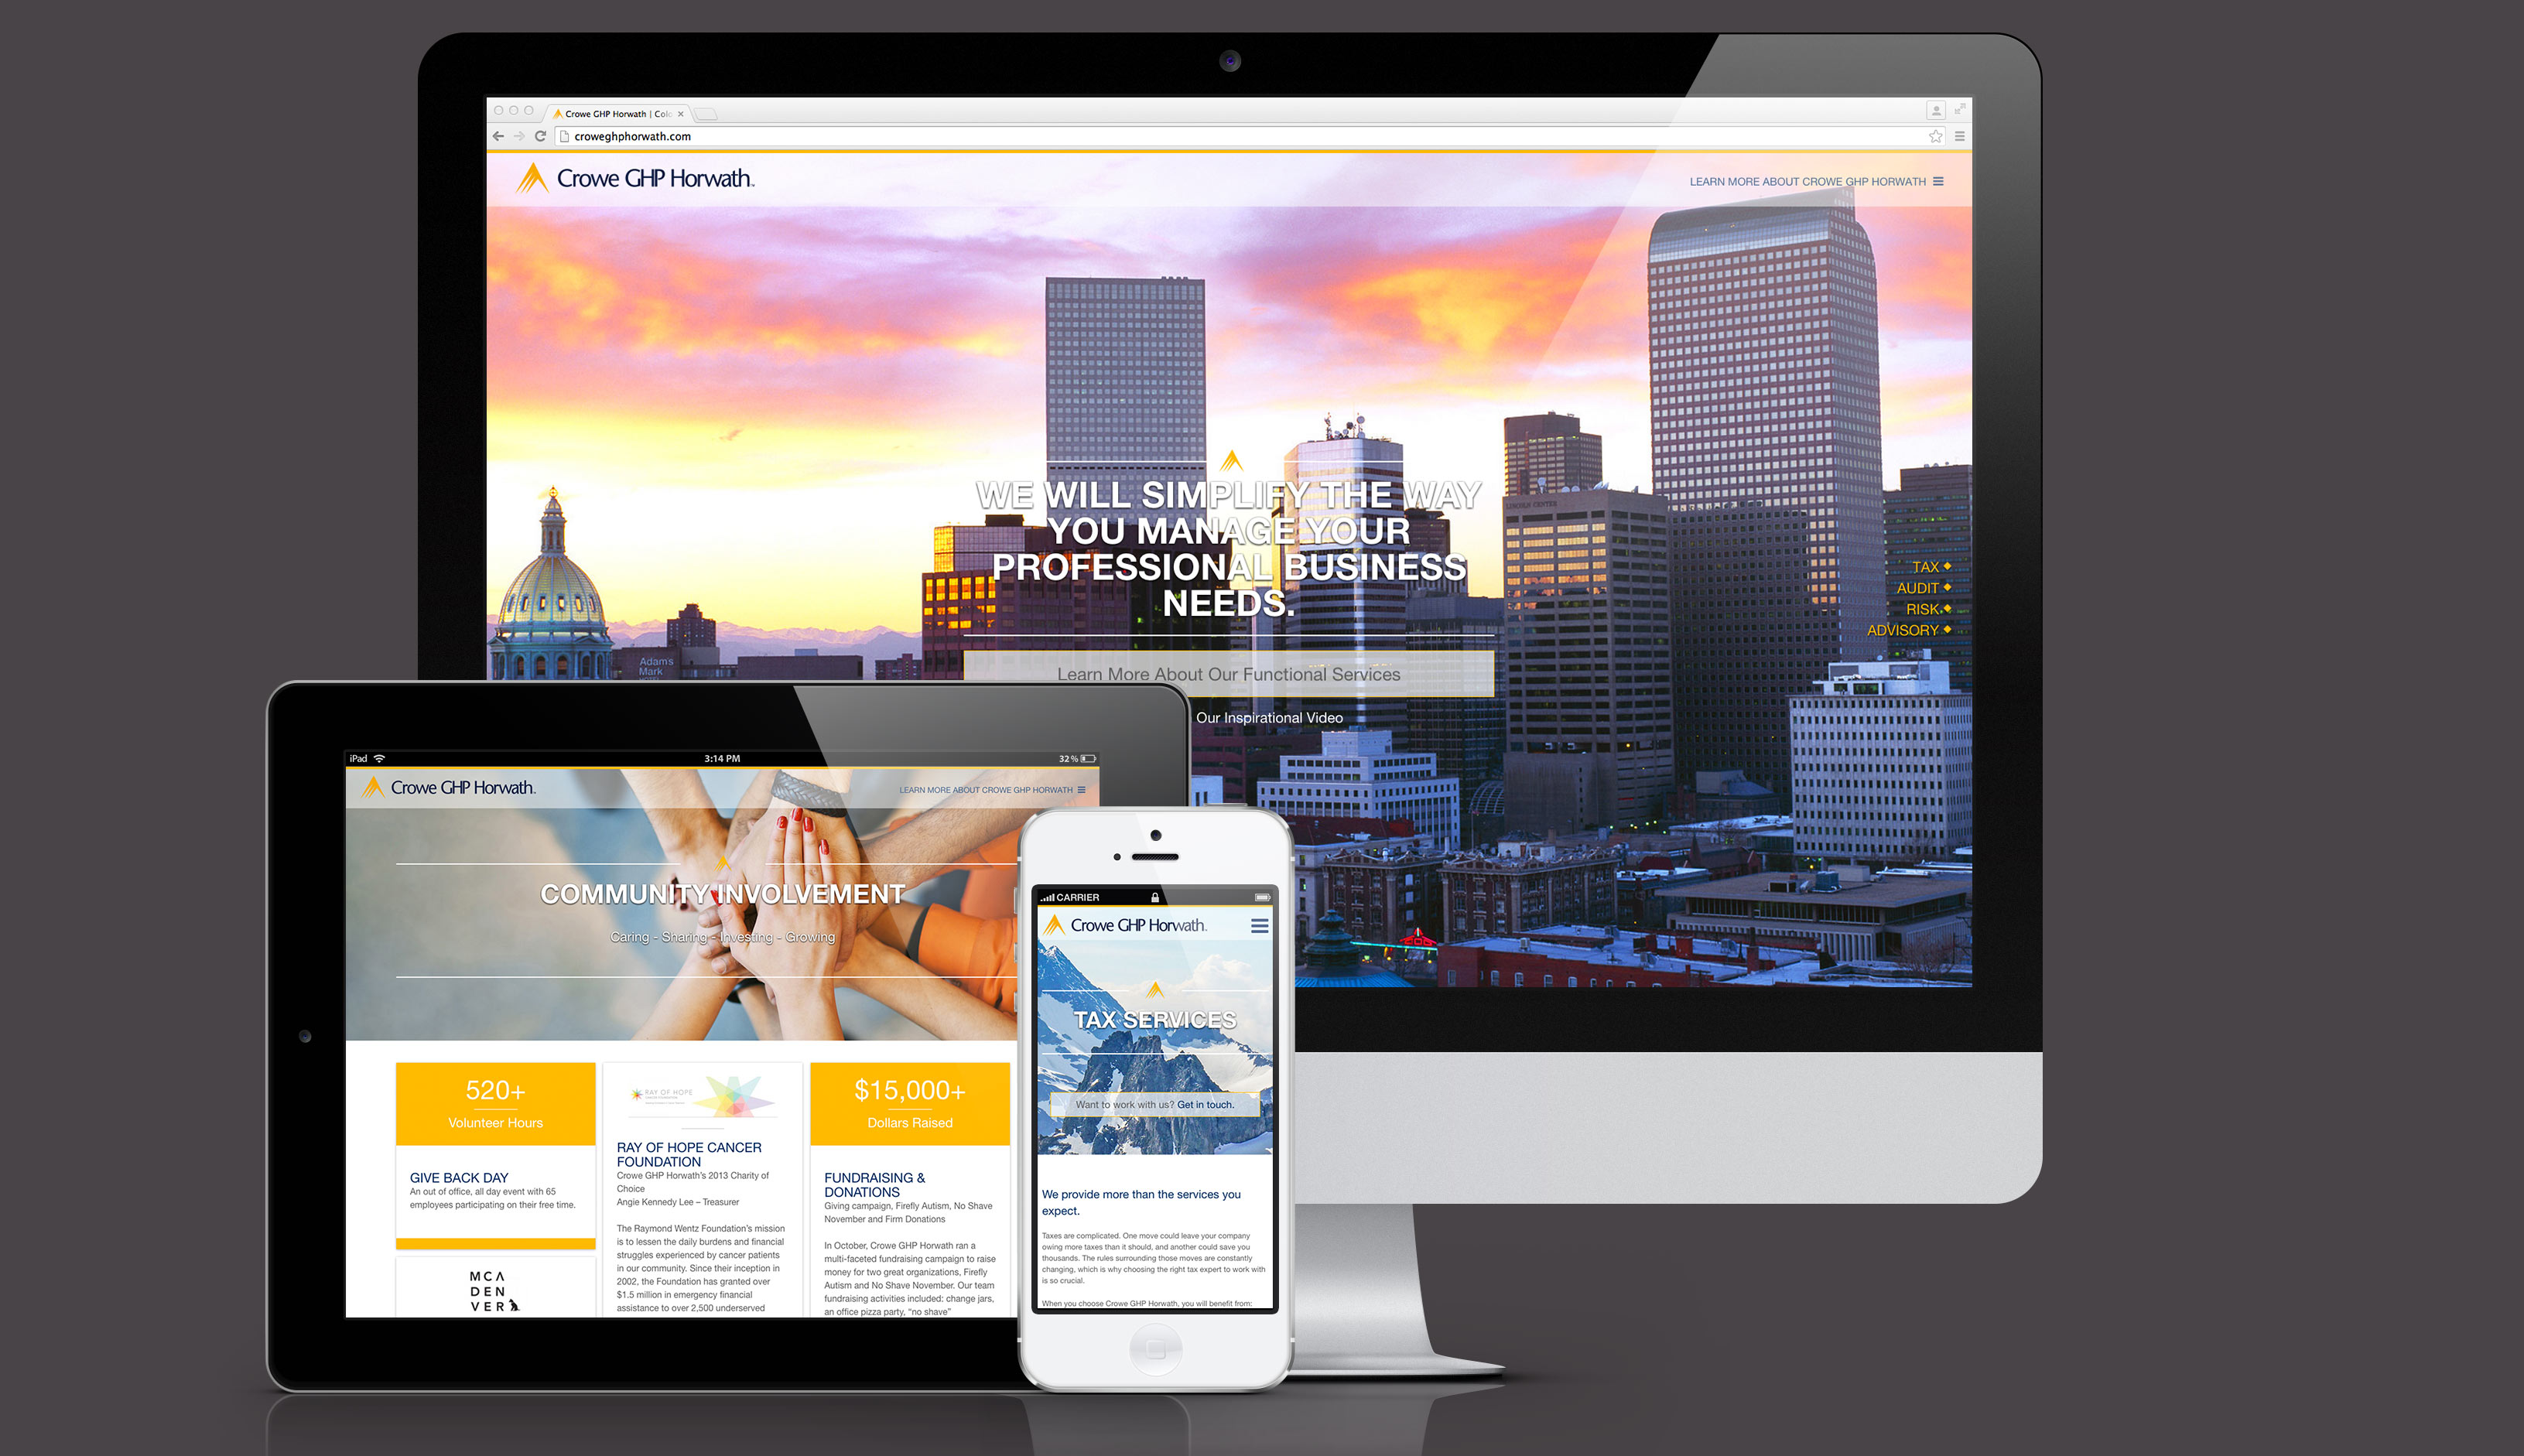 Crowe GHP Horwath | Colo
croweghphorwath.com
Crowe GHP Horwath
LEARN MORE ABOUT CROWE GHP HORWATH
WE WILL SIMPLIFY THE WAY
YOU MANAGE YOUR
PROFESSIONAL BUSINESS
NEEDS.
Learn More About Our Functional Services
Our Inspirational Video
TAX
AUDIT
RISK
ADVISORY
LINCOLN CENTER
Adam's
Mark
HOTEL
iPad
3:14 PM
32 %
Crowe GHP Horwath
LEARN MORE ABOUT CROWE GHP HORWATH
COMMUNITY INVOLVEMENT
Caring - Sharing - Investing - Growing
520+
Volunteer Hours
GIVE BACK DAY
An out of office, all day event with 65
employees participating on their free time.
MCA
DEN
VER
RAY OF HOPE
RAY OF HOPE CANCER
FOUNDATION
Crowe GHP Horwath's 2013 Charity of
Choice
Angie Kennedy Lee – Treasurer
The Raymond Wentz Foundation's mission
is to lessen the daily burdens and financial
struggles experienced by cancer patients
in our community. Since their inception in
2002, the Foundation has granted over
$1.5 million in emergency financial
assistance to over 2,500 underserved
$15,000+
Dollars Raised
FUNDRAISING &
DONATIONS
Giving campaign, Firefly Autism, No Shave
November and Firm Donations
In October, Crowe GHP Horwath ran a
multi-faceted fundraising campaign to raise
money for two great organizations, Firefly
Autism and No Shave November. Our team
fundraising activities included: change jars,
an office pizza party, "no shave"
CARRIER
Crowe GHP Horwath
TAX SERVICES
Want to work with us? Get in touch.
We provide more than the services you
expect.
Taxes are complicated. One move could leave your company
owing more taxes than it should, and another could save you
thousands. The rules surrounding those moves are constantly
changing, which is why choosing the right tax expert to work with
is so crucial.
When you choose Crowe GHP Horwath, you will benefit from: